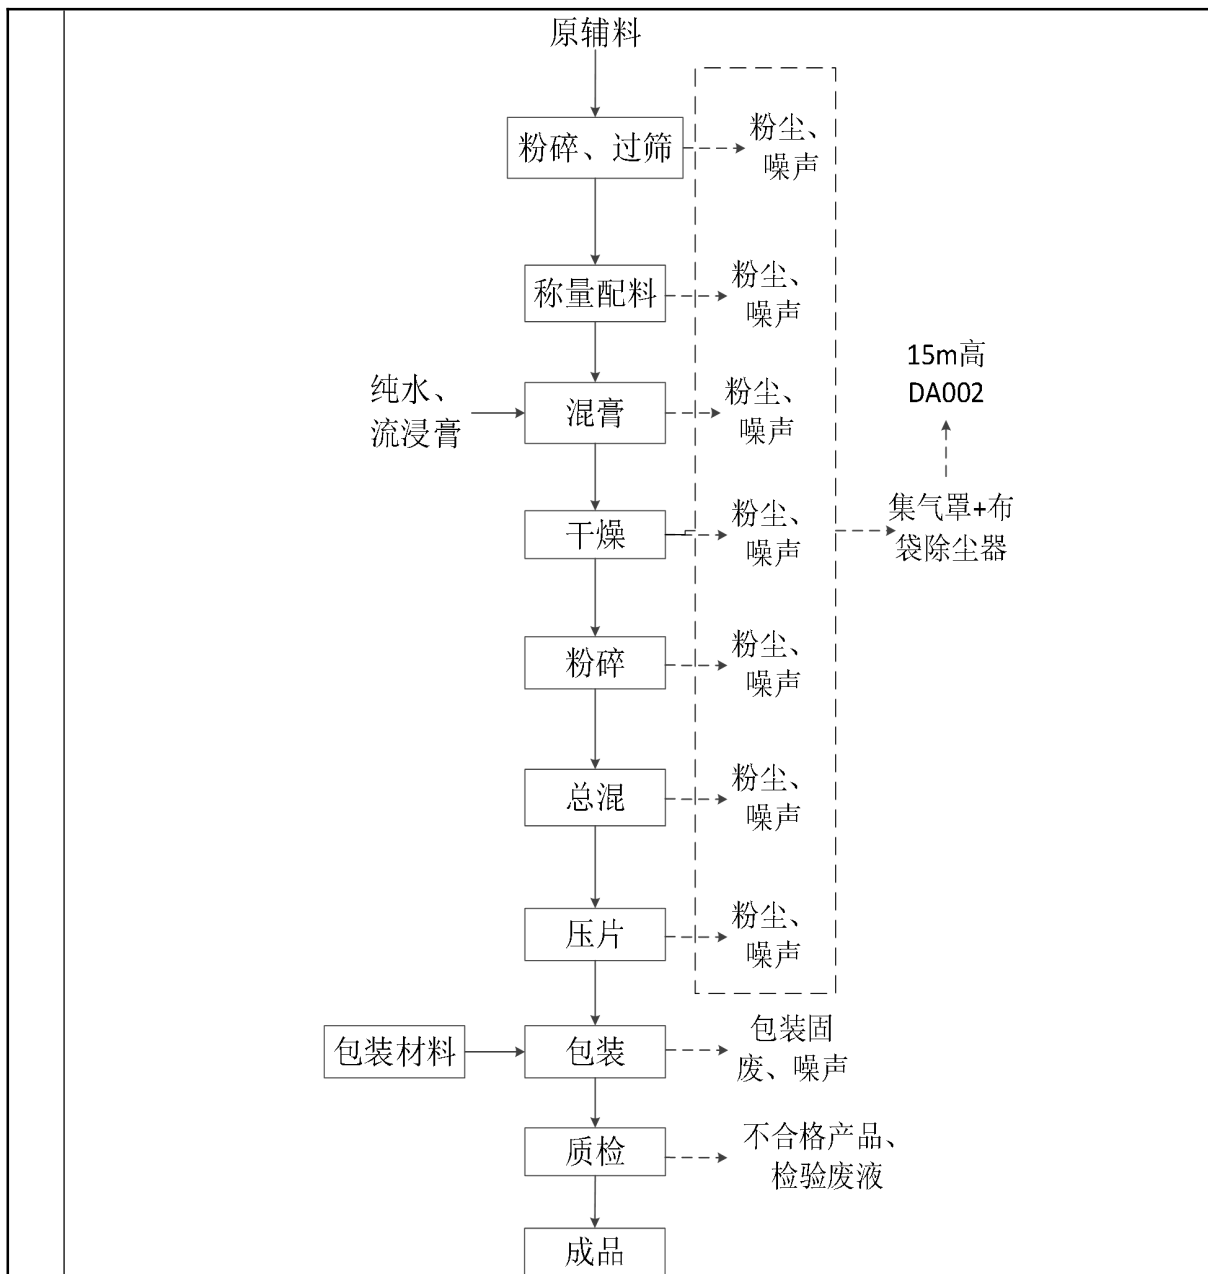 原辅料
粉碎、过筛
粉尘、
噪声
称量配料
粉尘、
噪声
15m高
DA002
纯水、
流浸膏
混膏
粉尘、
噪声
集气罩+布
袋除尘器
干燥
粉尘、
噪声
粉碎
粉尘、
噪声
总混
粉尘、
噪声
压片
粉尘、
噪声
包装材料
包装
包装固
废、噪声
质检
不合格产品、
检验废液
成品